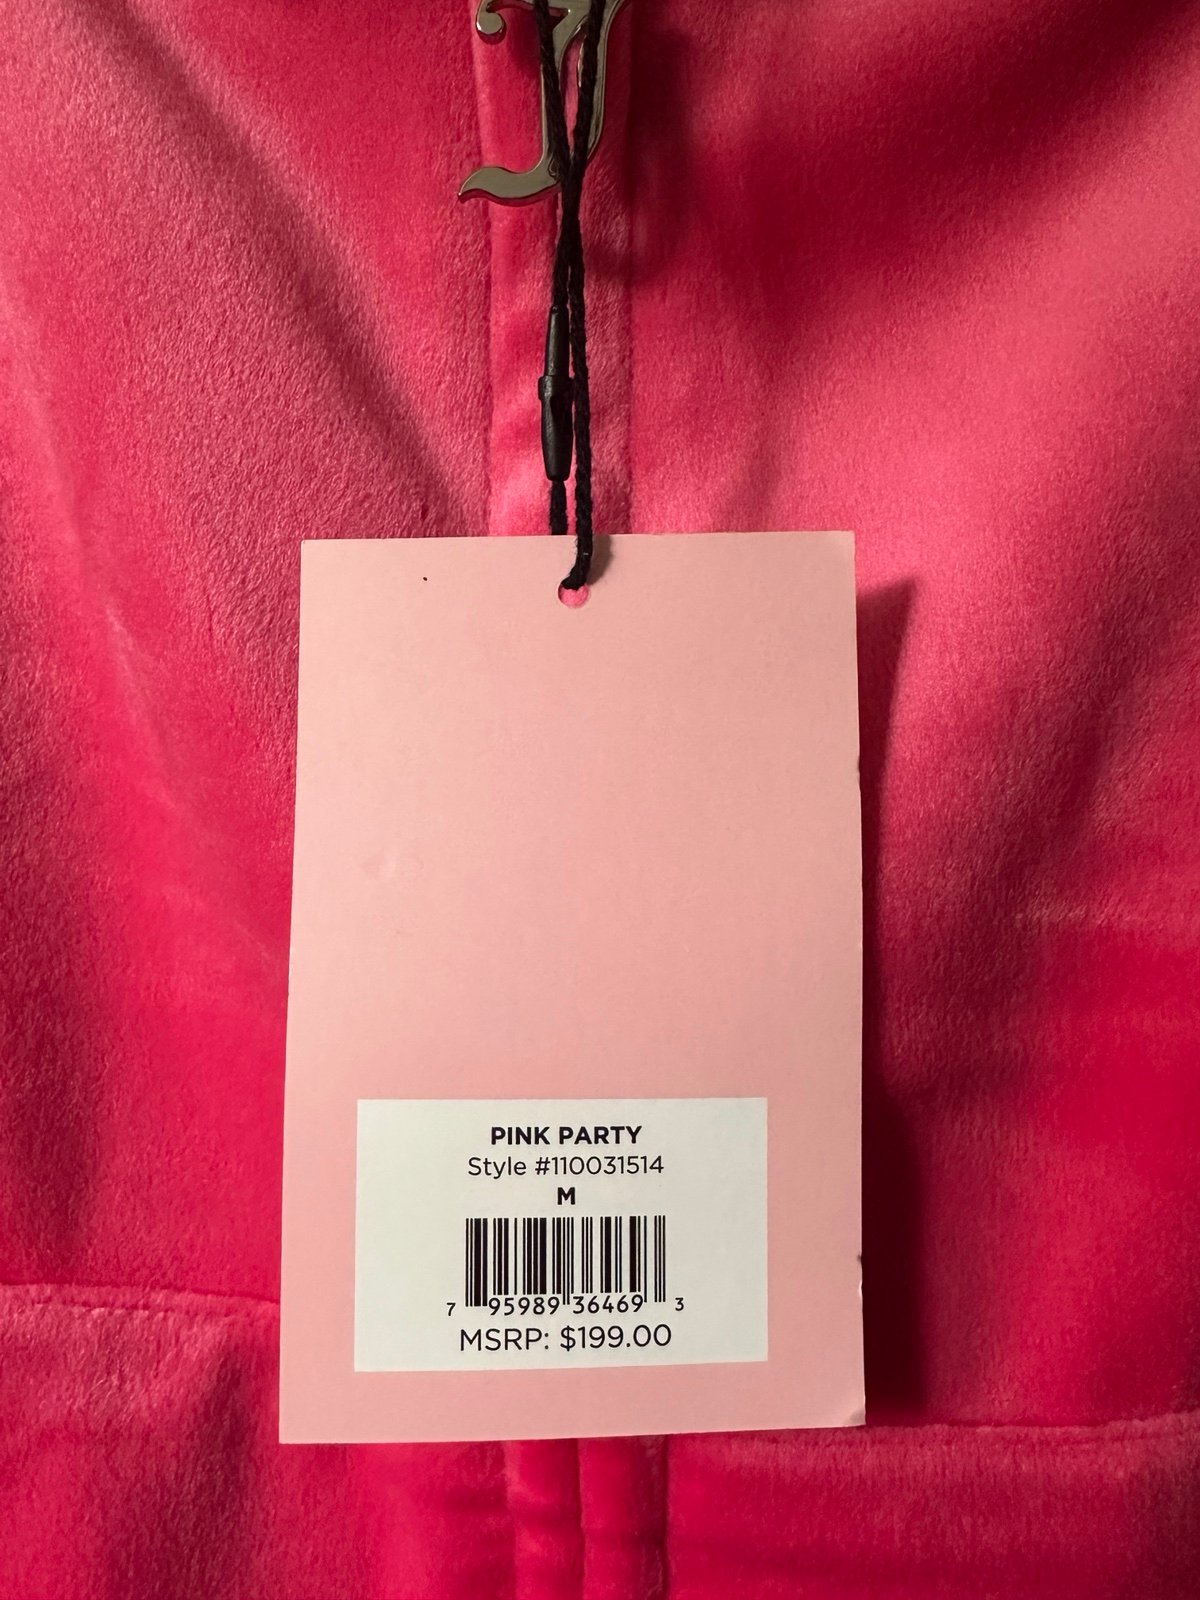 PINK PARTY
Style #110031514
M
7 95989 36469 3
MSRP: $199.00